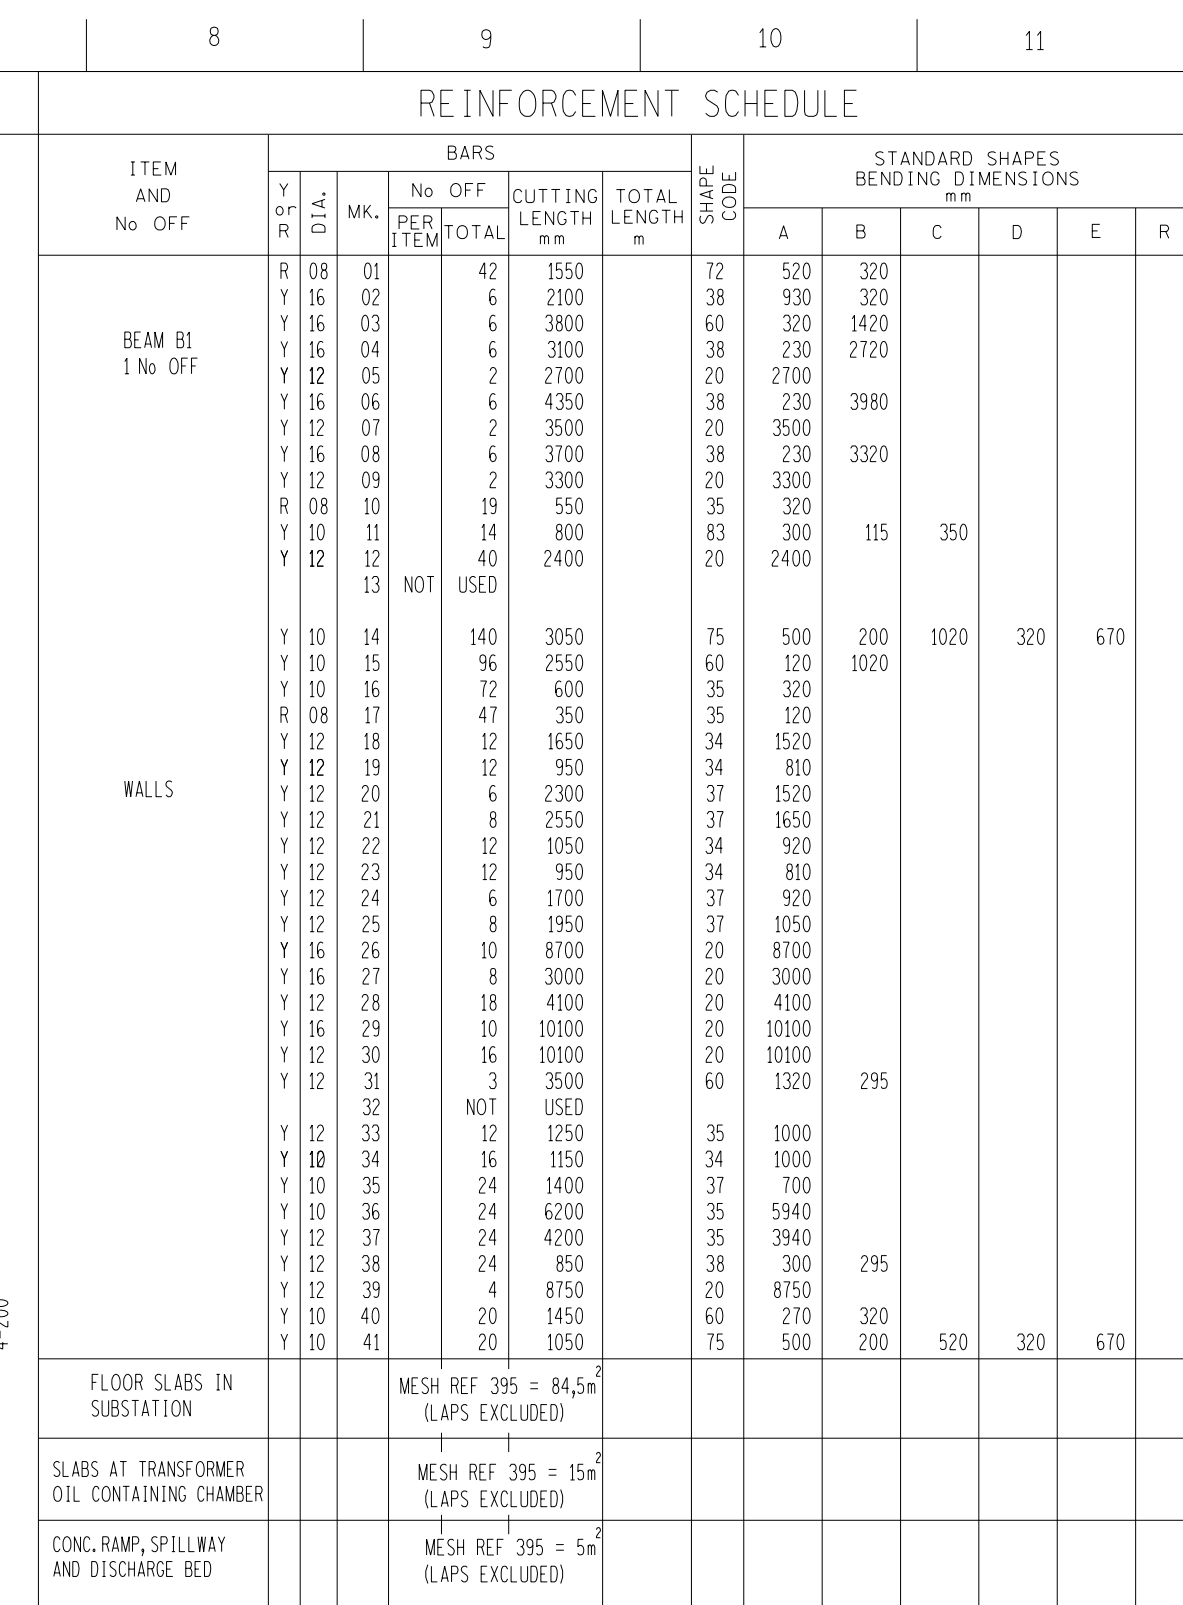 8 9 10 11
REINFORCEMENT SCHEDULE
ITEM
AND
No OFF
BARS
Y
or
R
DIA.
MK.
No OFF
PER
ITEM
TOTAL
CUTTING
LENGTH
mm
TOTAL
LENGTH
m
SHAPE
CODE
STANDARD SHAPES
BENDING DIMENSIONS
mm
A B C D E R
BEAM B1
1 No OFF
R 08 01 42 1550 72 520 320
Y 16 02 6 2100 38 930 320
Y 16 03 6 3800 60 320 1420
Y 16 04 6 3100 38 230 2720
Y 12 05 2 2700 20 2700
Y 16 06 6 4350 38 230 3980
Y 12 07 2 3500 20 3500
Y 16 08 6 3700 38 230 3320
Y 12 09 2 3300 20 3300
R 08 10 19 550 35 320
Y 10 11 14 800 83 300 115 350
Y 12 12 40 2400 20 2400
13 NOT USED
WALLS
Y 10 14 140 3050 75 500 200 1020 320 670
Y 10 15 96 2550 60 120 1020
Y 10 16 72 600 35 320
R 08 17 47 350 35 120
Y 12 18 12 1650 34 1520
Y 12 19 12 950 34 810
Y 12 20 6 2300 37 1520
Y 12 21 8 2550 37 1650
Y 12 22 12 1050 34 920
Y 12 23 12 950 34 810
Y 12 24 6 1700 37 920
Y 12 25 8 1950 37 1050
Y 16 26 10 8700 20 8700
Y 16 27 8 3000 20 3000
Y 12 28 18 4100 20 4100
Y 16 29 10 10100 20 10100
Y 12 30 16 10100 20 10100
Y 12 31 3 3500 60 1320 295
32 NOT USED
Y 12 33 12 1250 35 1000
Y 34 16 1150 34 1000
Y 10 35 24 1400 37 700
Y 10 36 24 6200 35 5940
Y 12 37 24 4200 35 3940
Y 12 38 24 850 38 300 295
Y 12 39 4 8750 20 8750
Y 10 40 20 1450 60 270 320
Y 10 41 20 1050 75 500 200 520 320 670
FLOOR SLABS IN
SUBSTATION
MESH REF 395 = 84,5m²
(LAPS EXCLUDED)
SLABS AT TRANSFORMER
OIL CONTAINING CHAMBER
MESH REF 395 = 15m²
(LAPS EXCLUDED)
CONC. RAMP, SPILLWAY
AND DISCHARGE BED
MESH REF 395 = 5m²
(LAPS EXCLUDED)